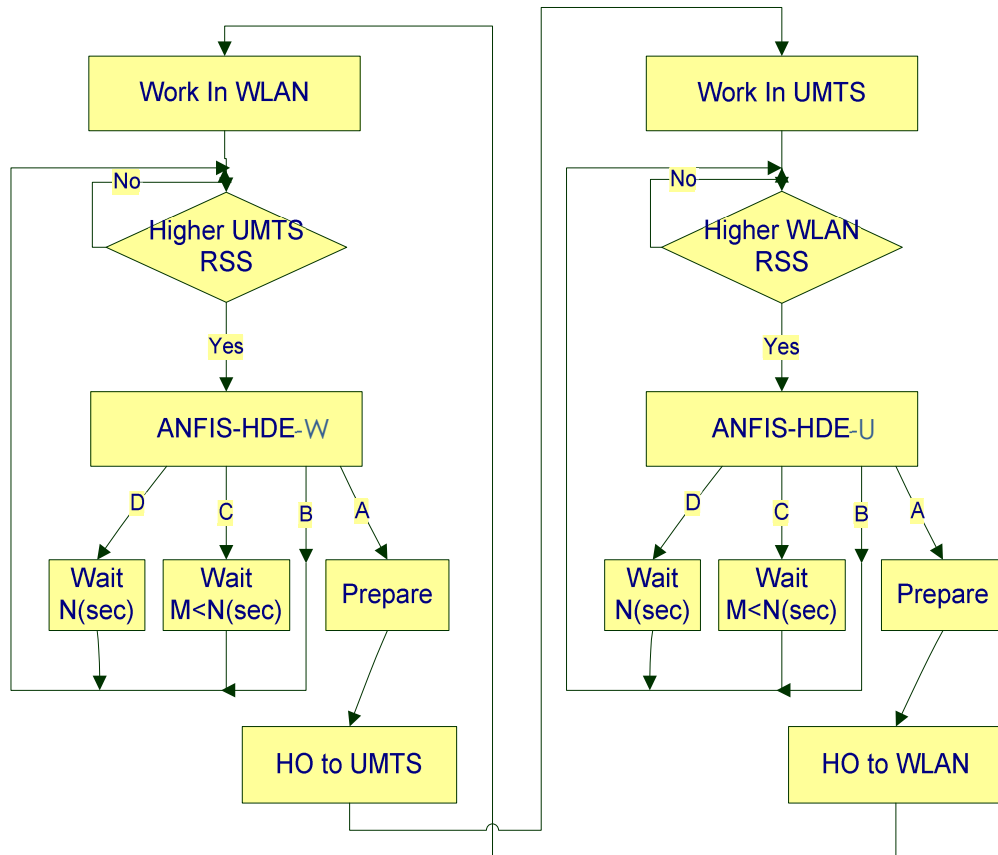 Work In WLAN
No
Higher UMTS
RSS
Yes
ANFIS-HDE-W
D
C
B
A
Wait
N(sec)
Wait
M<N(sec)
Prepare
HO to UMTS
Work In UMTS
No
Higher WLAN
RSS
Yes
ANFIS-HDE-U
D
C
B
A
Wait
N(sec)
Wait
M<N(sec)
Prepare
HO to WLAN